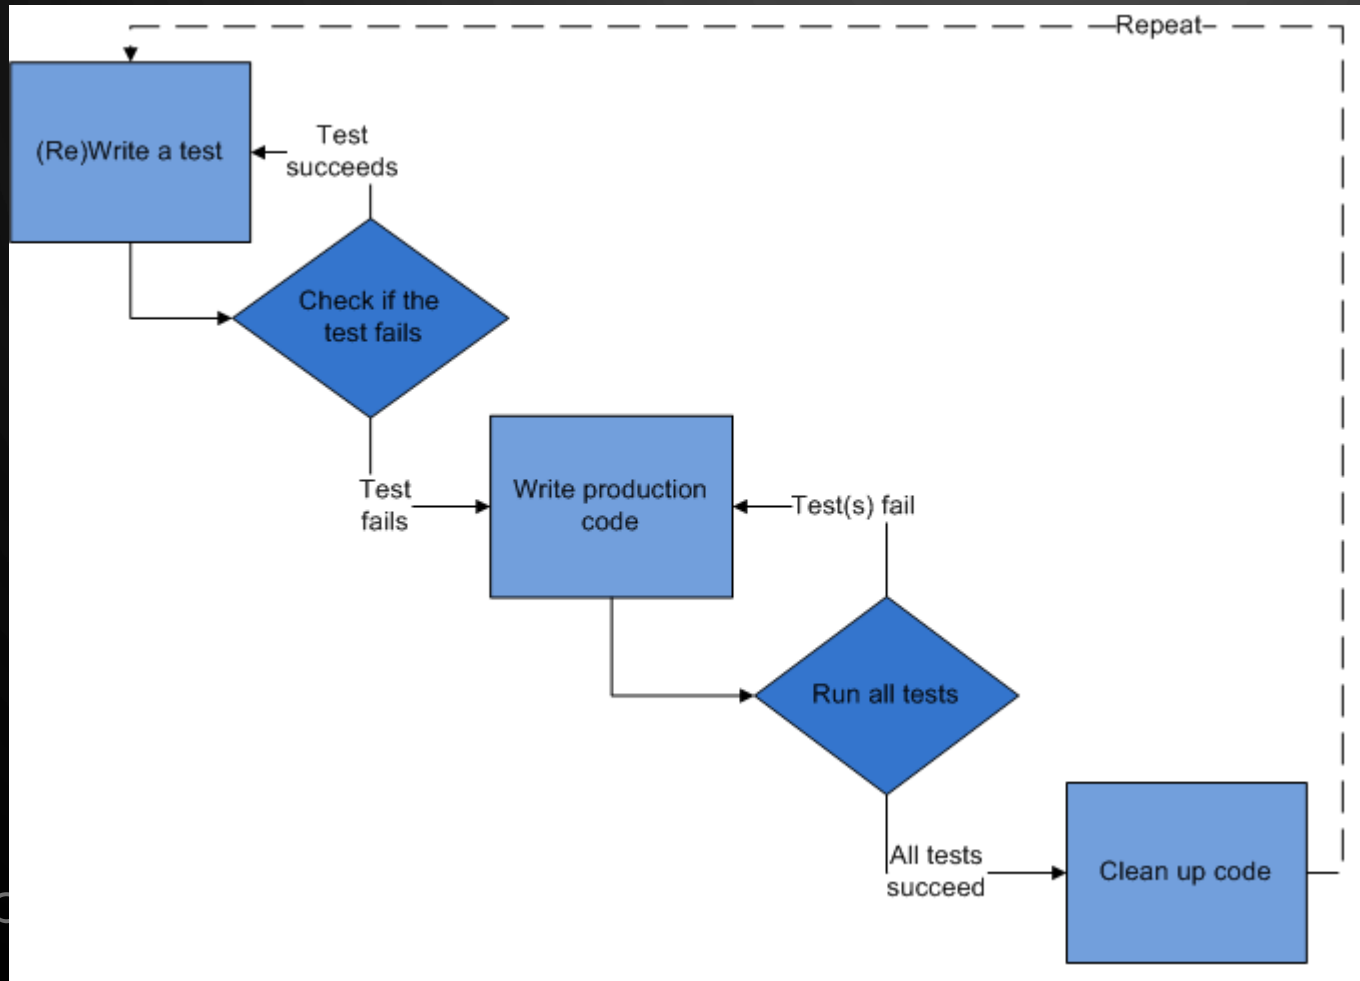 Repeat
(Re)Write a test
Test
succeeds
Check if the
test fails
Test
fails
Write production
code
Test(s) fail
Run all tests
All tests
succeed
Clean up code